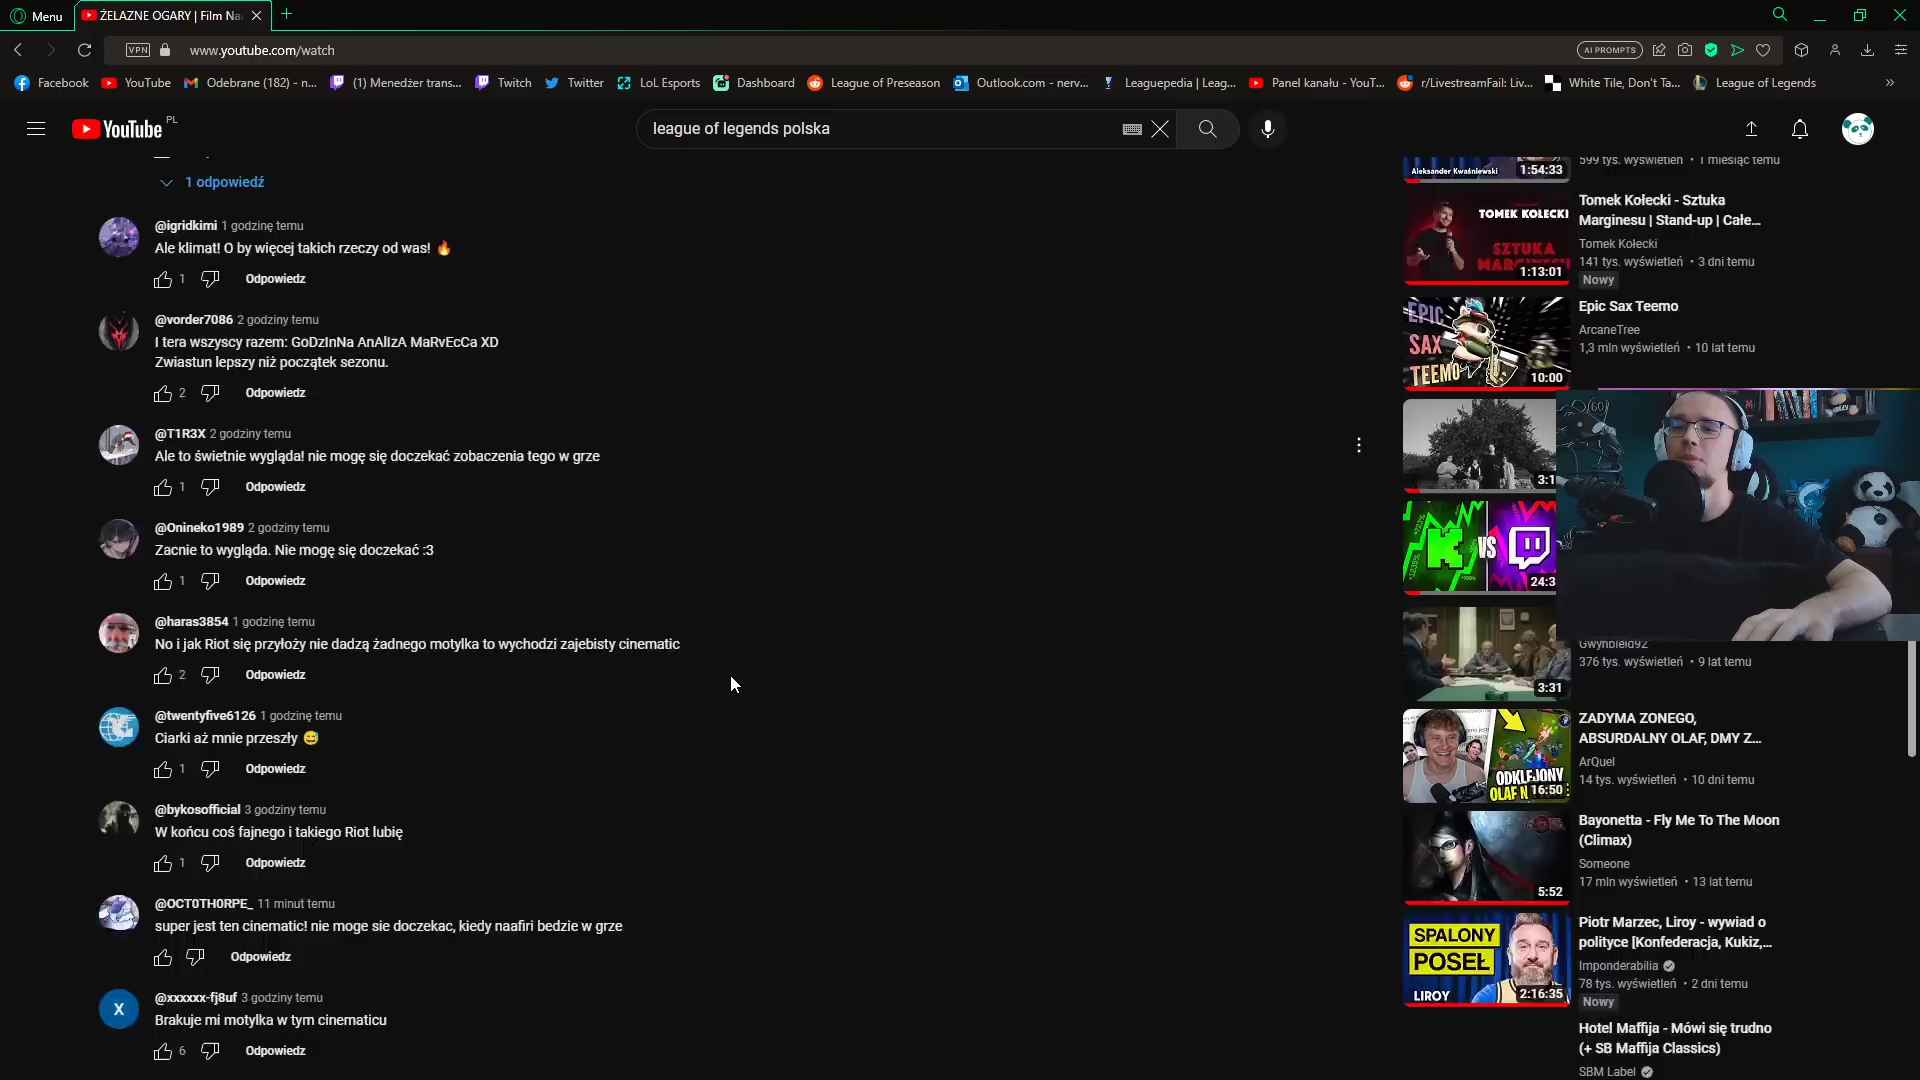 Menu
ŻELAZNE OGARY | Film Na
VPN
www.youtube.com/watch
AI PROMPTS
Facebook
YouTube
Odebrane (182) - n...
(1) Menedżer trans...
Twitch
Twitter
LoL Esports
Dashboard
League of Preseason
Outlook.com - nerv...
Leaguepedia | Leag...
Panel kanału - YouT...
r/LivestreamFail: Liv...
White Tile, Don't Ta...
League of Legends
YouTube PL
league of legends polska
1 odpowiedź
@igridkimi 1 godzinę temu
Ale klimat! O by więcej takich rzeczy od was! 🔥
1 Odpowiedz
@vorder7086 2 godziny temu
I tera wszyscy razem: GoDzInNa AnAlIzA MaRvEcCa XD
Zwiastun lepszy niż początek sezonu.
2 Odpowiedz
@T1R3X 2 godziny temu
Ale to świetnie wygląda! nie mogę się doczekać zobaczenia tego w grze
1 Odpowiedz
@Onineko1989 2 godziny temu
Zacnie to wygląda. Nie mogę się doczekać :3
1 Odpowiedz
@haras3854 1 godzinę temu
No i jak Riot się przyłoży nie dadzą żadnego motylka to wychodzi zajebisty cinematic
2 Odpowiedz
@twentyfive6126 1 godzinę temu
Ciarki aż mnie przeszły 😅
1 Odpowiedz
@bykosofficial 3 godziny temu
W końcu coś fajnego i takiego Riot lubię
1 Odpowiedz
@OCT0TH0RPE_ 11 minut temu
super jest ten cinematic! nie moge sie doczekac, kiedy naafiri bedzie w grze
Odpowiedz
X
@xxxxxx-fj8uf 3 godziny temu
Brakuje mi motylka w tym cinematicu
6 Odpowiedz
Aleksander Kwaśniewski
1:54:33
599 tys. wyświetleń • 1 miesiąc temu
TOMEK KOŁECKI
SZTUKA
MARGINESU
1:13:01
Tomek Kołecki - Sztuka
Marginesu | Stand-up | Całe...
Tomek Kołecki
141 tys. wyświetleń • 3 dni temu
Nowy
EPIC
SAX
TEEMO
10:00
Epic Sax Teemo
ArcaneTree
1,3 mln wyświetleń • 10 lat temu
3:1
K VS
24:3
3:31
Gwynbleid92
376 tys. wyświetleń • 9 lat temu
ODKLEJONY
OLAF N
16:50
ZADYMA ZONEGO,
ABSURDALNY OLAF, DMY Z...
ArQuel
14 tys. wyświetleń • 10 dni temu
5:52
Bayonetta - Fly Me To The Moon
(Climax)
Someone
17 mln wyświetleń • 13 lat temu
SPALONY
POSEŁ
LIROY
2:16:35
Piotr Marzec, Liroy - wywiad o
polityce [Konfederacja, Kukiz,...
Imponderabilia
78 tys. wyświetleń • 2 dni temu
Nowy
Hotel Maffija - Mówi się trudno
(+ SB Maffija Classics)
SBM Label